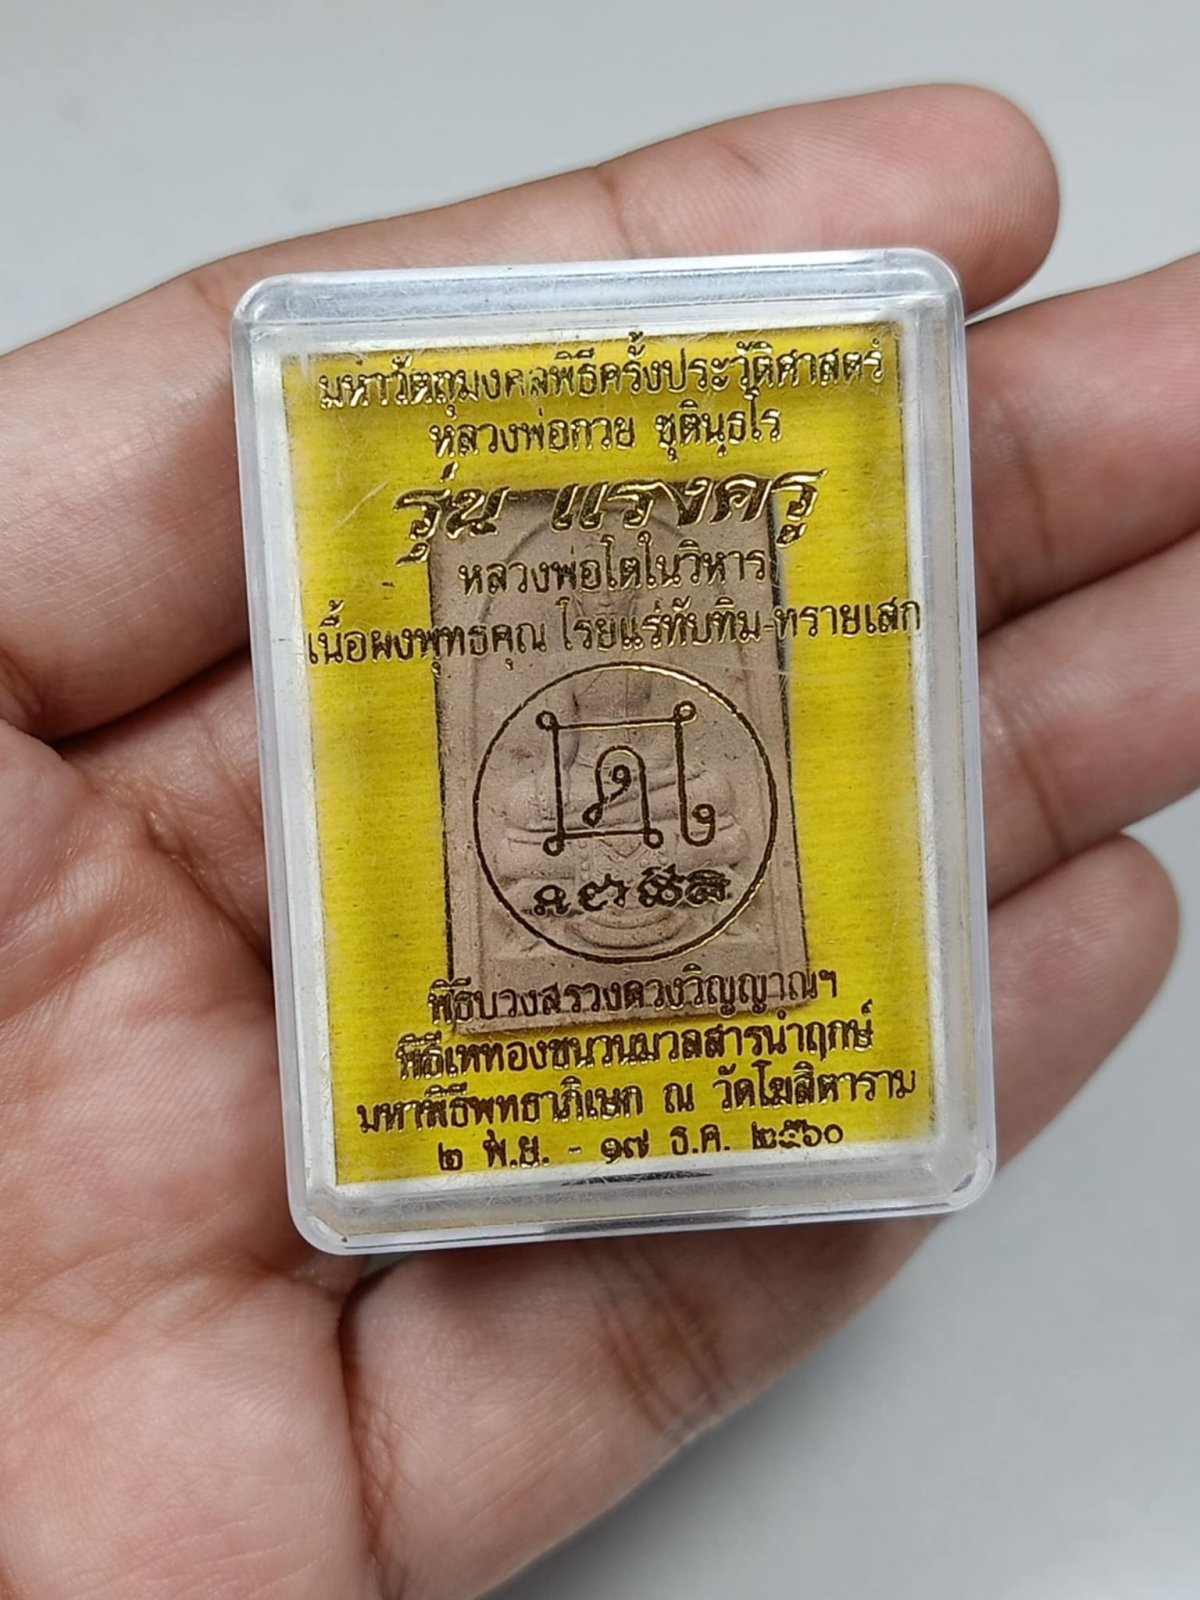 มหาวัตถุมงคลพิธีครั้งประวัติศาสตร์
หลวงพ่อกวย ชุตินฺธโร
รุ่น แรงครู
หลวงพ่อโตในวิหาร
เนื้อผงพุทธคุณ โรยแร่ทับทิม-ทรายเสก
พิธีบวงสรวงดวงวิญญาณฯ
พิธีเททองชนวนมวลสารนำฤกษ์
มหาพิธีพุทธาภิเษก ณ วัดโฆสิตาราม
๒ พ.ย. - ๑๗ ธ.ค. ๒๕๖๐